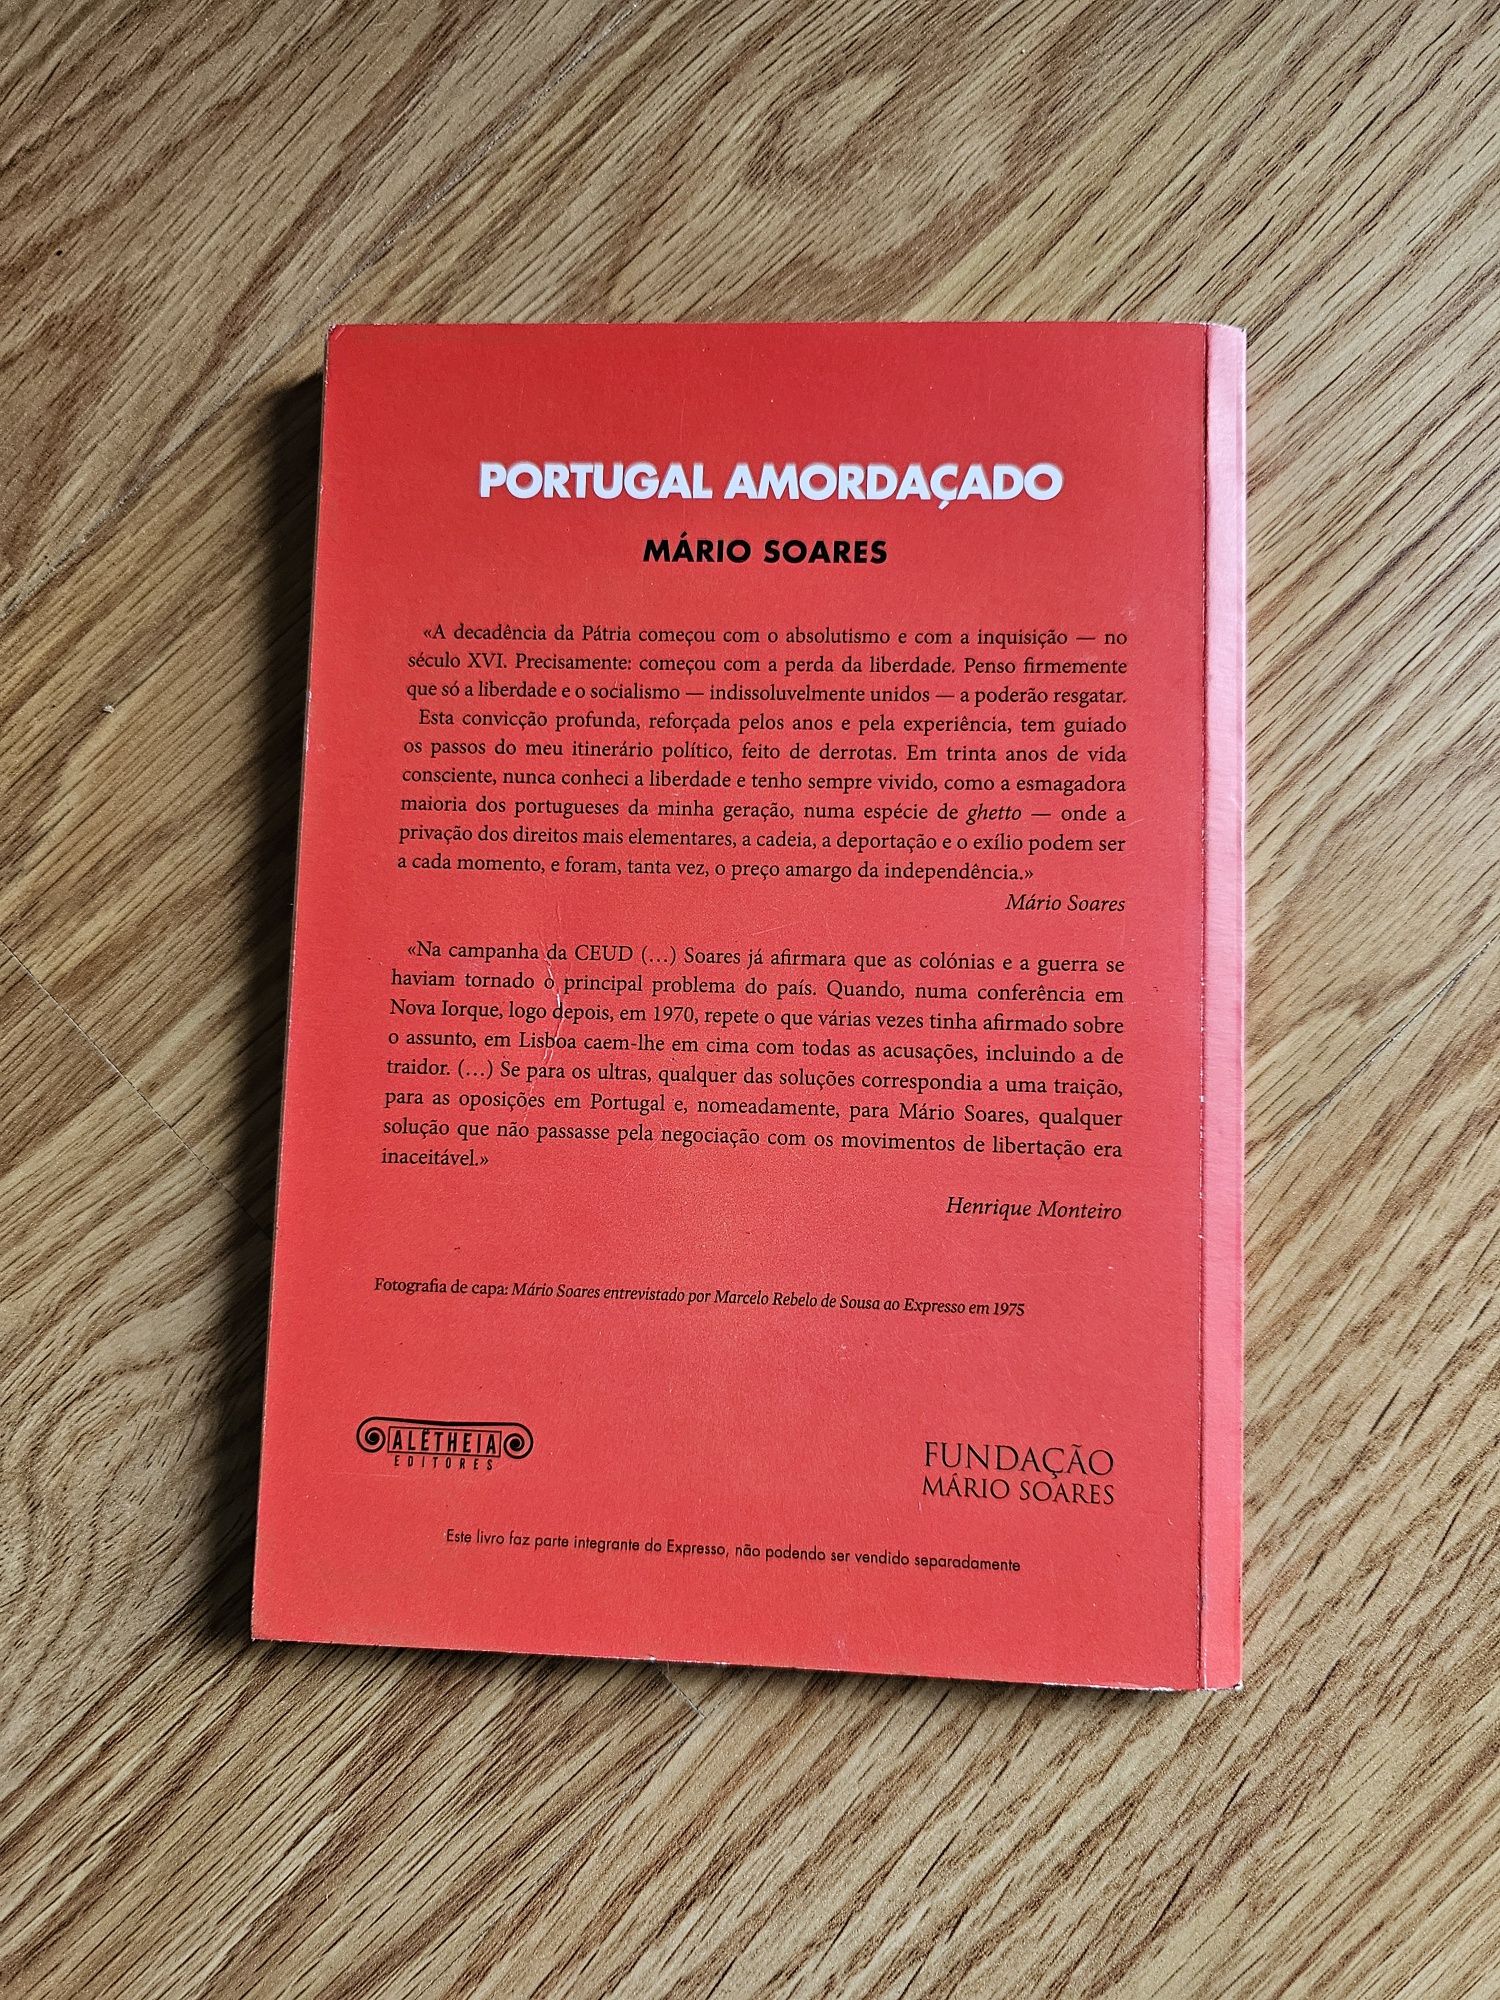 PORTUGAL AMORDAÇADO
MÁRIO SOARES
«A decadência da Pátria começou com o absolutismo e com a inquisição — no
século XVI. Precisamente: começou com a perda da liberdade. Penso firmemente
que só a liberdade e o socialismo — indissoluvelmente unidos — a poderão resgatar.
Esta convicção profunda, reforçada pelos anos e pela experiência, tem guiado
os passos do meu itinerário político, feito de derrotas. Em trinta anos de vida
consciente, nunca conheci a liberdade e tenho sempre vivido, como a esmagadora
maioria dos portugueses da minha geração, numa espécie de ghetto — onde a
privação dos direitos mais elementares, a cadeia, a deportação e o exílio podem ser
a cada momento, e foram, tanta vez, o preço amargo da independência.»
Mário Soares
«Na campanha da CEUD (…) Soares já afirmara que as colónias e a guerra se
haviam tornado o principal problema do país. Quando, numa conferência em
Nova Iorque, logo depois, em 1970, repete o que várias vezes tinha afirmado sobre
o assunto, em Lisboa caem-lhe em cima com todas as acusações, incluindo a de
traidor. (…) Se para os ultras, qualquer das soluções correspondia a uma traição,
para as oposições em Portugal e, nomeadamente, para Mário Soares, qualquer
solução que não passasse pela negociação com os movimentos de libertação era
inaceitável.»
Henrique Monteiro
Fotografia de capa: Mário Soares entrevistado por Marcelo Rebelo de Sousa ao Expresso em 1975
ALÊTHEIA
EDITORES
FUNDAÇÃO
MÁRIO SOARES
Este livro faz parte integrante do Expresso, não podendo ser vendido separadamente